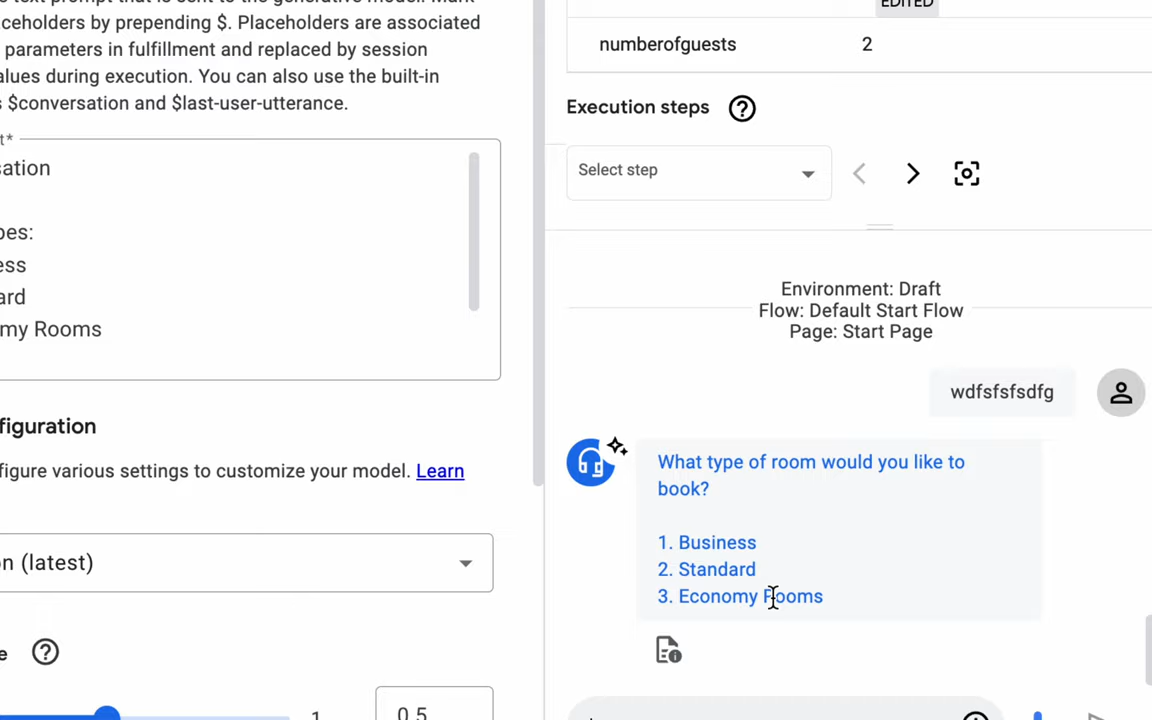 ceholders by prepending $. Placeholders are associated
parameters in fulfillment and replaced by session
alues during execution. You can also use the built-in
s $conversation and $last-user-utterance.
t*
sation
pes:
ess
ard
my Rooms
figuration
figure various settings to customize your model. Learn
n (latest)
e
1
0.5
EDITED
numberofguests 2
Execution steps
Select step
Environment: Draft
Flow: Default Start Flow
Page: Start Page
wdfsfsfsdfg
What type of room would you like to
book?
1. Business
2. Standard
3. Economy Rooms